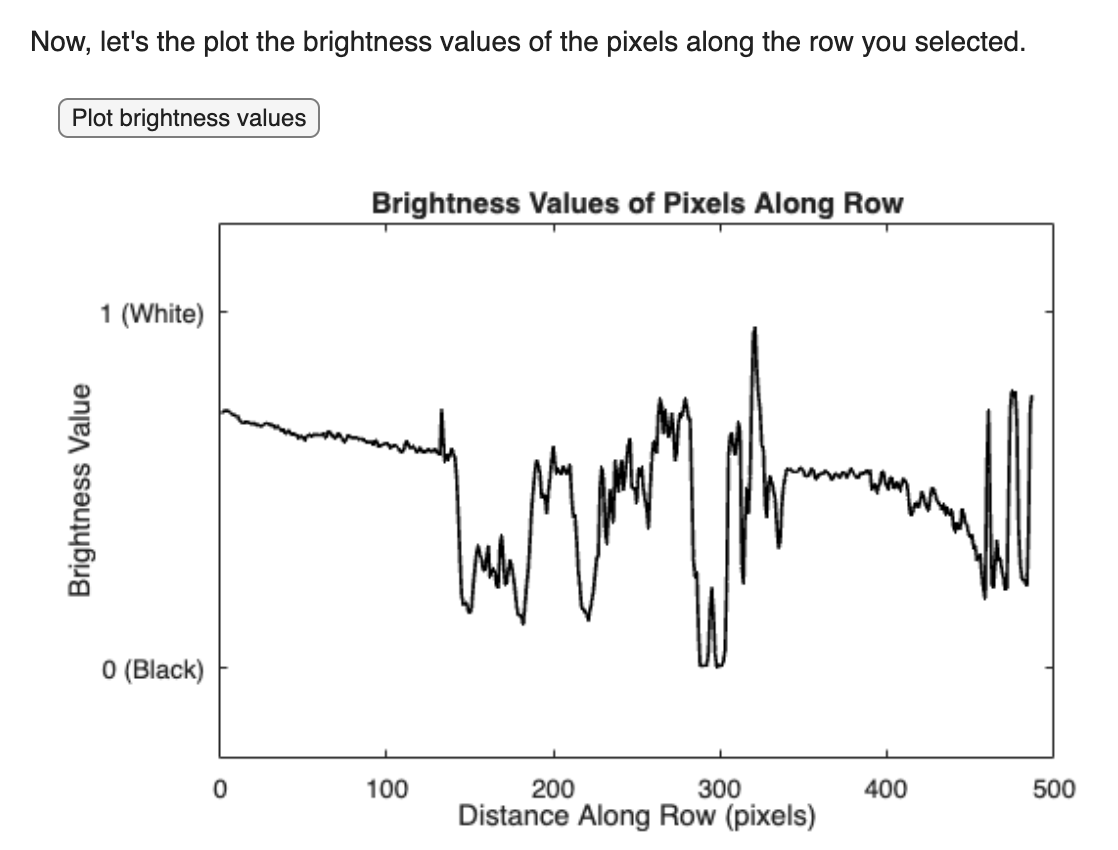 Now, let's the plot the brightness values of the pixels along the row you selected.
Plot brightness values
Brightness Values of Pixels Along Row
1 (White)
Brightness Value
0 (Black)
0 100 200 300 400 500
Distance Along Row (pixels)